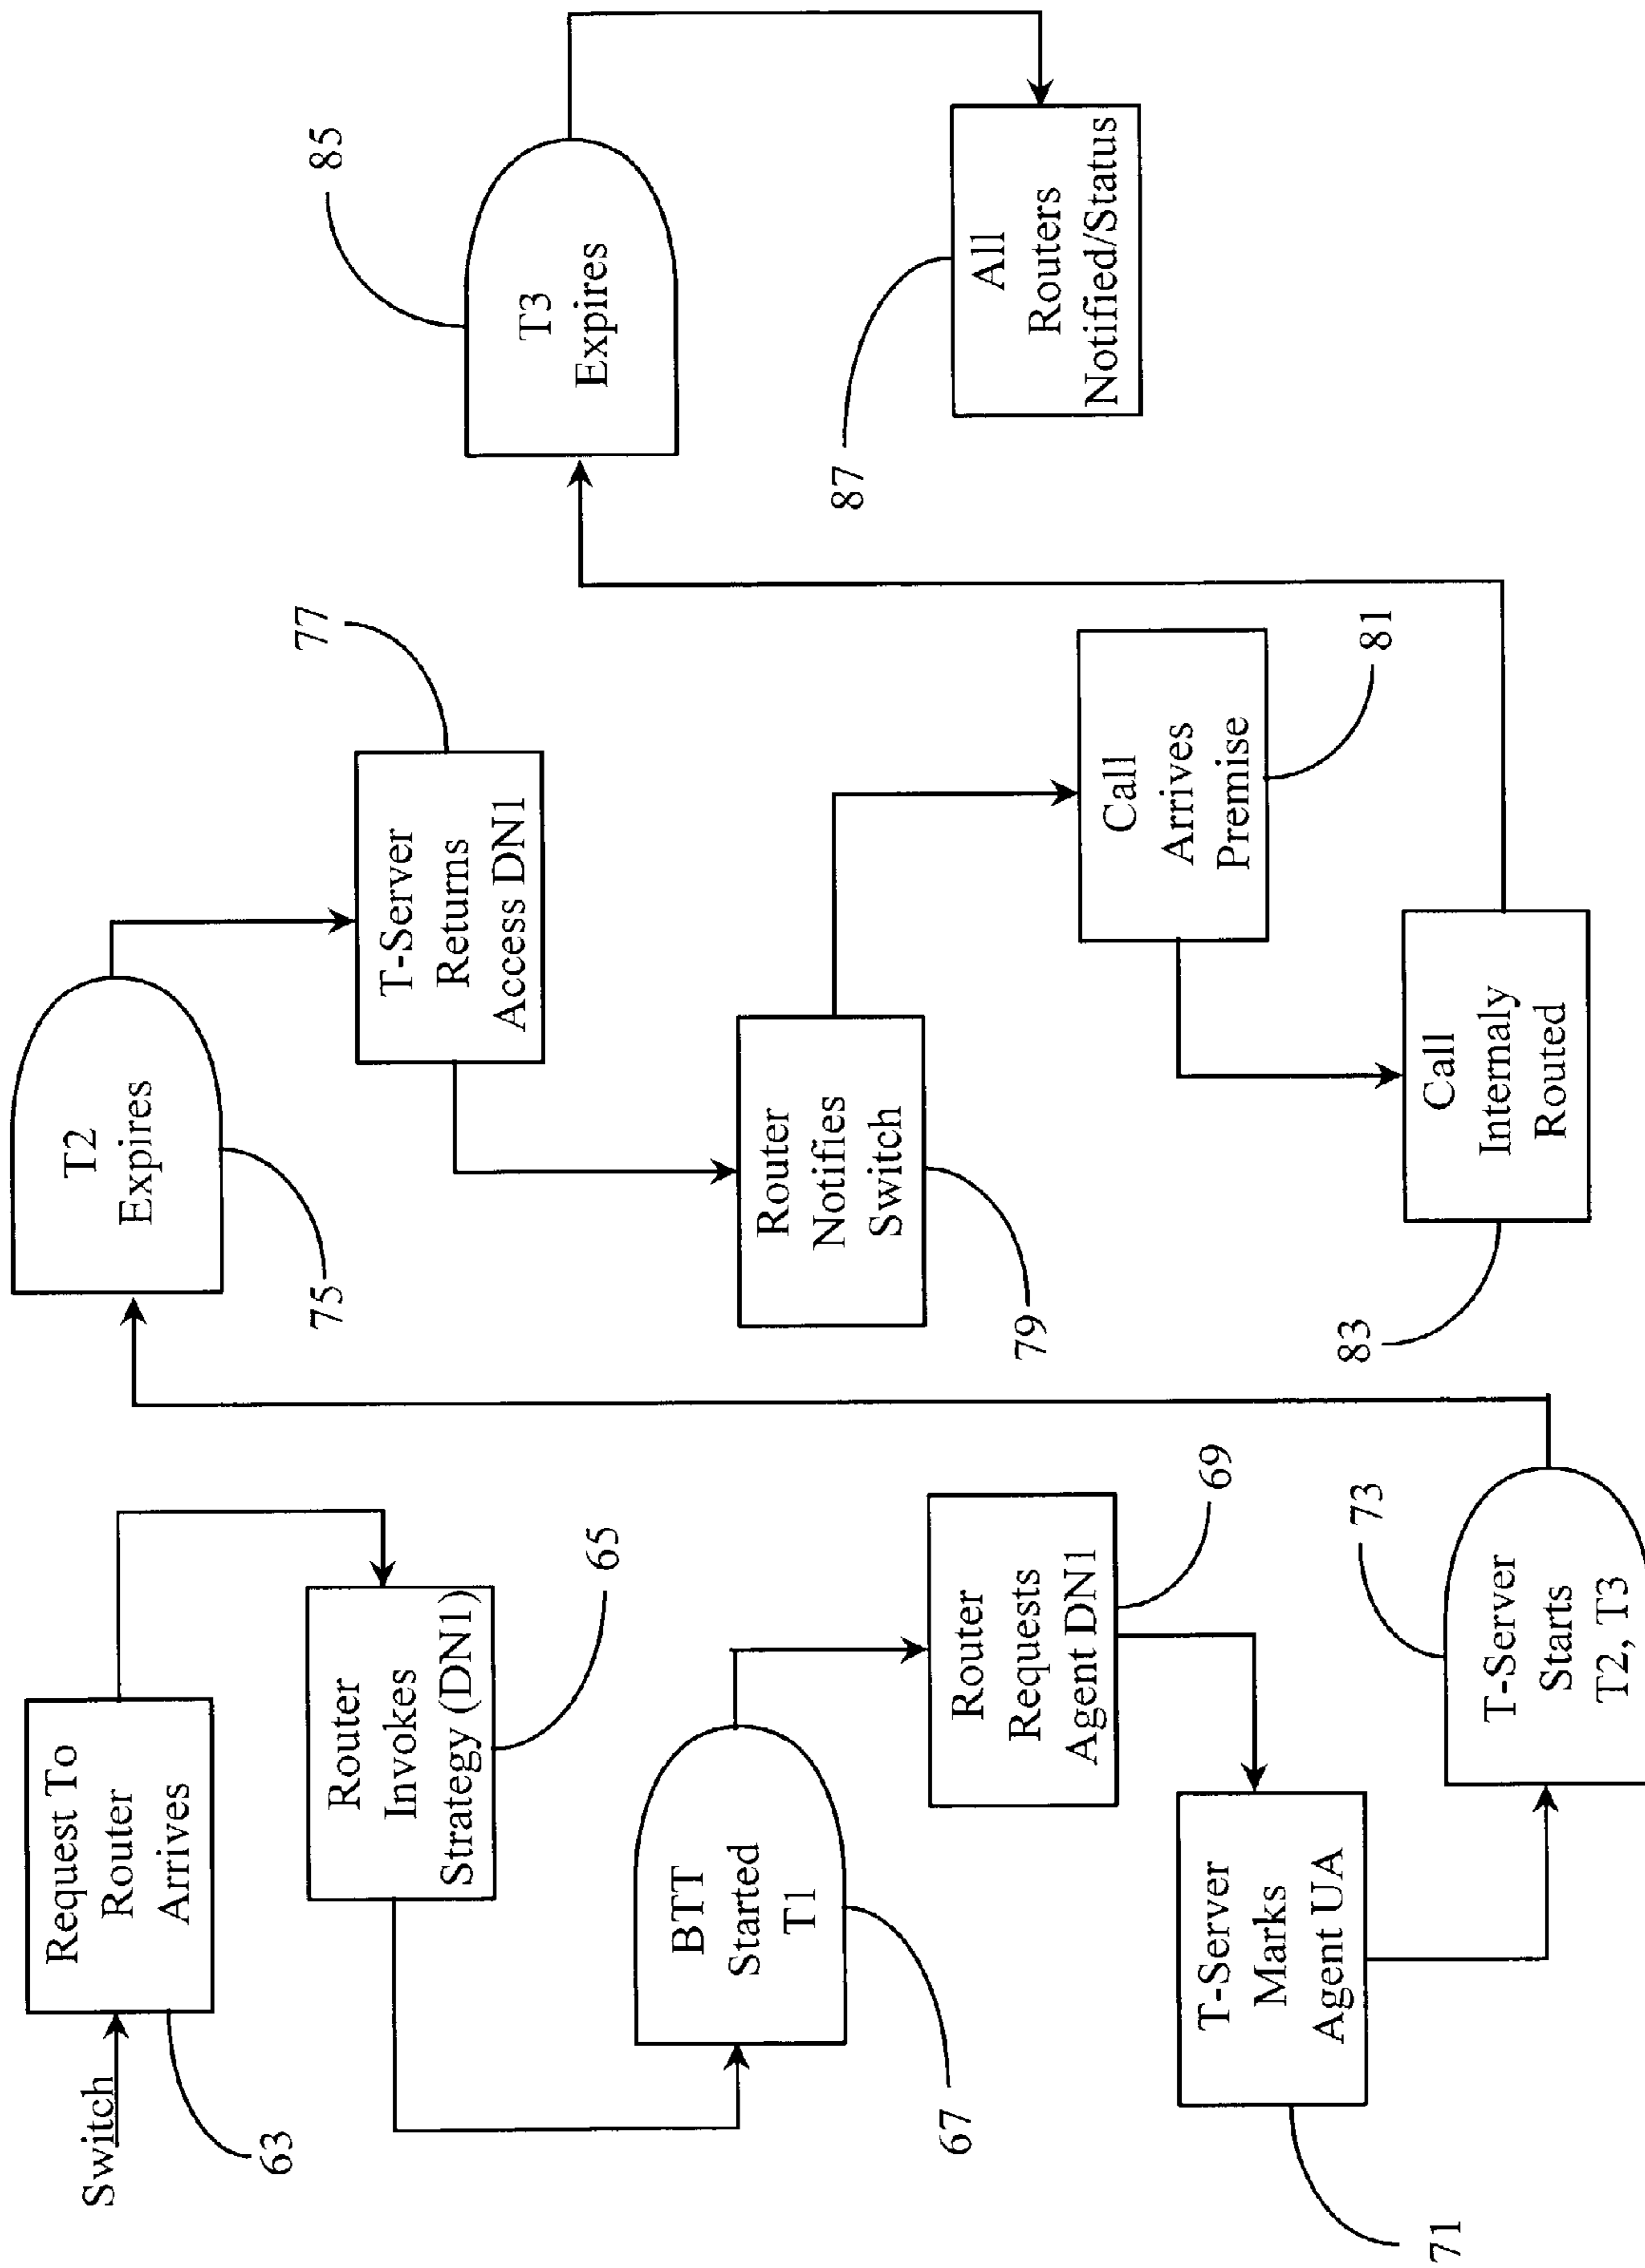 Switch
Request To
Router
Arrives
63
Router
Invokes
Strategy (DN1)
65
BTT
Started
T1
67
Router
Requests
Agent DN1
69
T-Server
Marks
Agent UA
71
T-Server
Starts
T2, T3
73
T2
Expires
75
T-Server
Returns
Access DN1
77
Router
Notifies
Switch
79
Call
Arrives
Premise
81
Call
Internaly
Routed
83
T3
Expires
85
All
Routers
Notified/Status
87